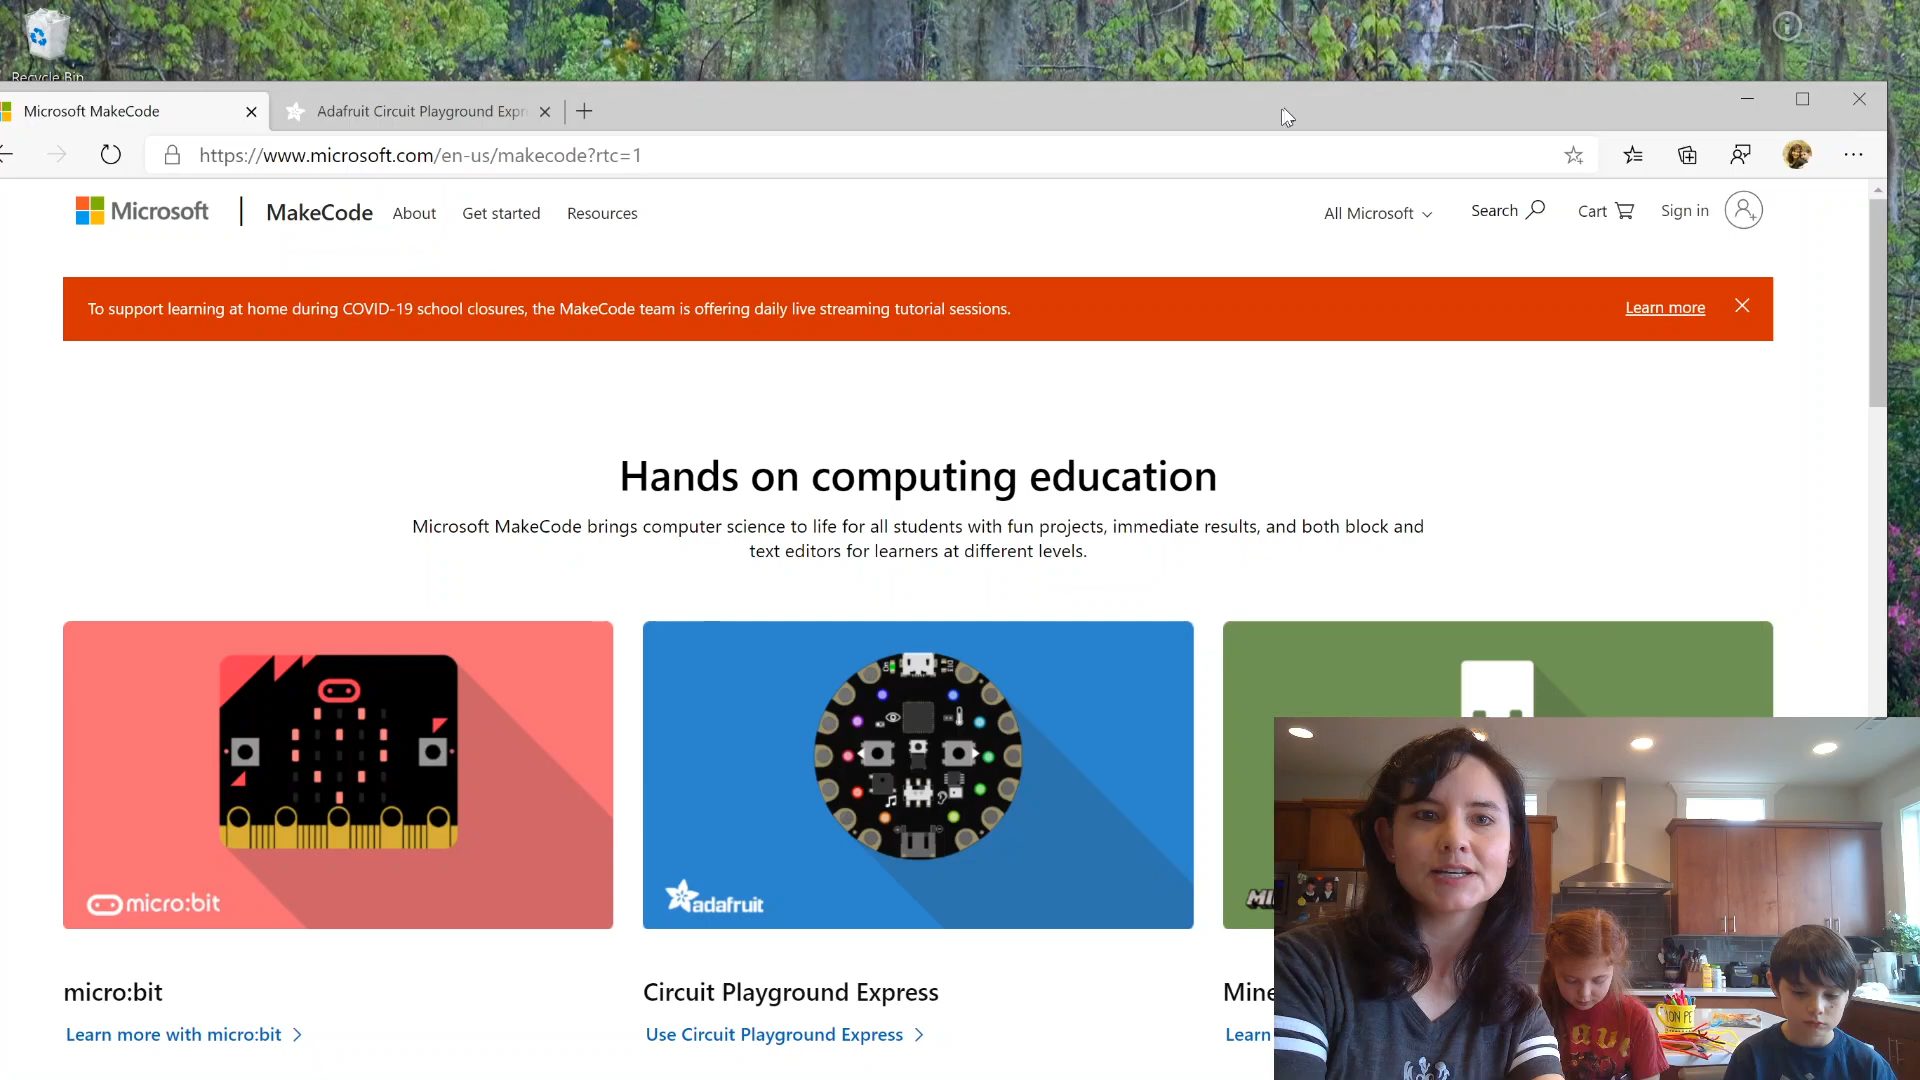 Recycle Bin
Microsoft MakeCode
Adafruit Circuit Playground Expr
https://www.microsoft.com/en-us/makecode?rtc=1
Microsoft
MakeCode
About
Get started
Resources
All Microsoft
Search
Cart
Sign in
To support learning at home during COVID-19 school closures, the MakeCode team is offering daily live streaming tutorial sessions.
Learn more
Hands on computing education
Microsoft MakeCode brings computer science to life for all students with fun projects, immediate results, and both block and
text editors for learners at different levels.
micro:bit
adafruit
micro:bit
Circuit Playground Express
Mine
Learn more with micro:bit
Use Circuit Playground Express
Learn